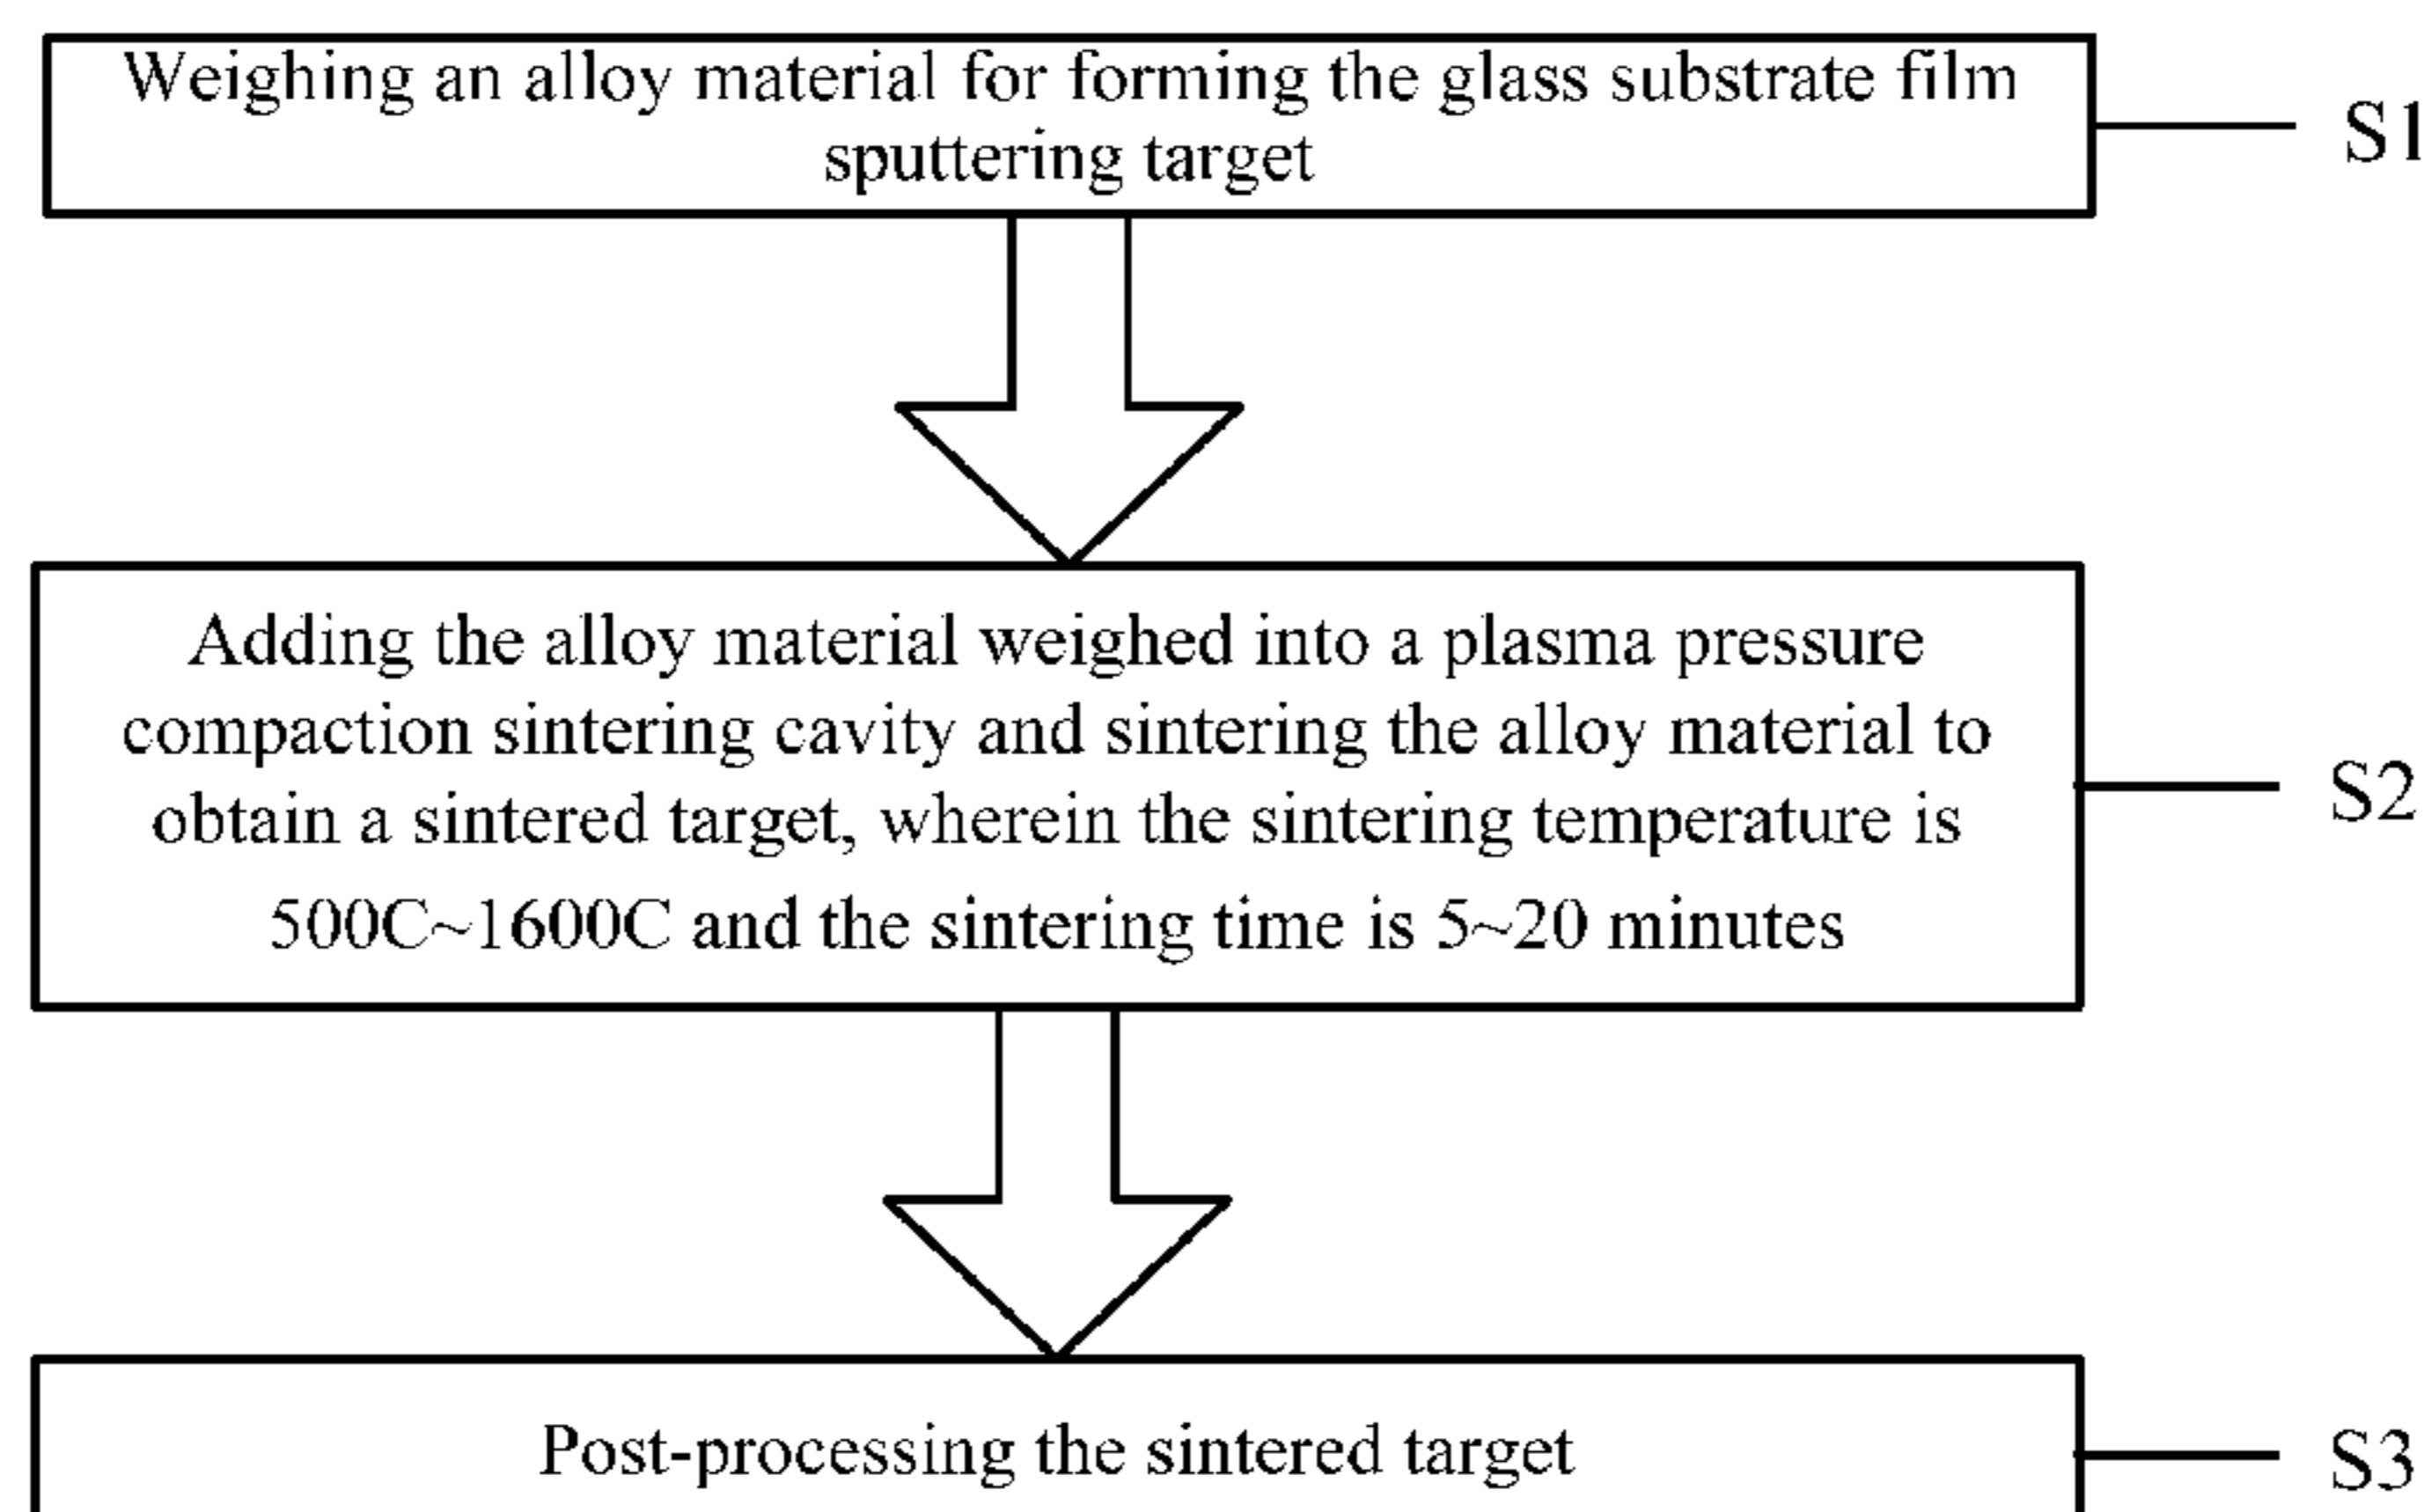 Weighing an alloy material for forming the glass substrate film
sputtering target
S1
Adding the alloy material weighed into a plasma pressure
compaction sintering cavity and sintering the alloy material to
obtain a sintered target, wherein the sintering temperature is
500C~1600C and the sintering time is 5~20 minutes
S2
Post-processing the sintered target
S3